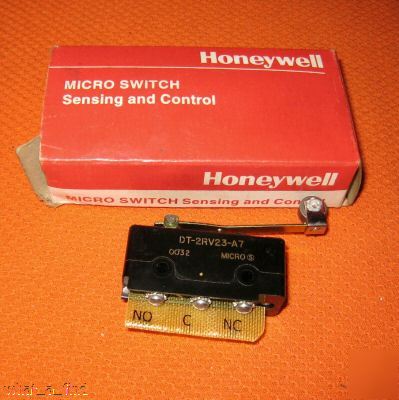 Honeywell
MICRO SWITCH
Sensing and Control
Honeywell
MICRO SWITCH Sensing and Contro
DT-2RV23-A7
0032 MICRO Ⓢ
NO C NC
what_a_find